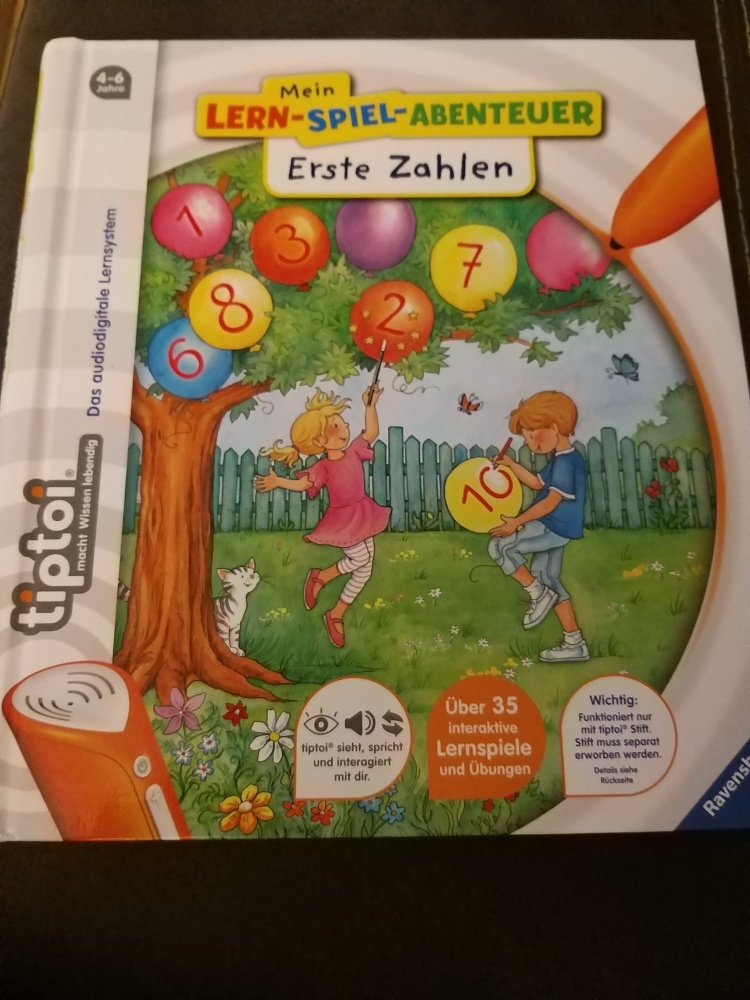 4-6
Jahre
Mein
LERN-SPIEL-ABENTEUER
Erste Zahlen
Das audiodigitale Lernsystem
tiptoi®
macht Wissen lebendig
1
3
7
8
2
6
10
tiptoi® sieht, spricht
und interagiert
mit dir.
Über 35
interaktive
Lernspiele
und Übungen
Wichtig:
Funktioniert nur
mit tiptoi® Stift.
Stift muss separat
erworben werden.
Details siehe
Rückseite
Ravensb